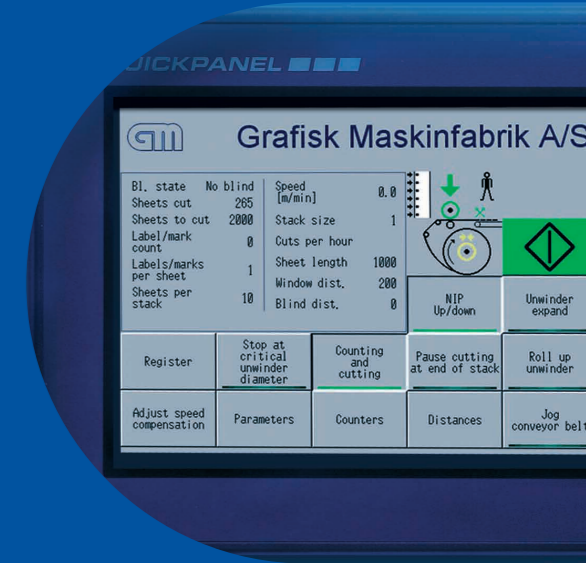 UICKPANEL
GM
Grafisk Maskinfabrik A/S
Bl. state No blind
Sheets cut 265
Sheets to cut 2000
Label/mark
count 0
Labels/marks
per sheet 1
Sheets per
stack 10
Speed
[m/min] 0.0
Stack size 1
Cuts per hour
Sheet length 1000
Window dist. 200
Blind dist. 0
NIP
Up/down
Unwinder
expand
Register
Stop at
critical
unwinder
diameter
Counting
and
cutting
Pause cutting
at end of stack
Roll up
unwinder
Adjust speed
compensation
Parameters
Counters
Distances
Jog
conveyor belt